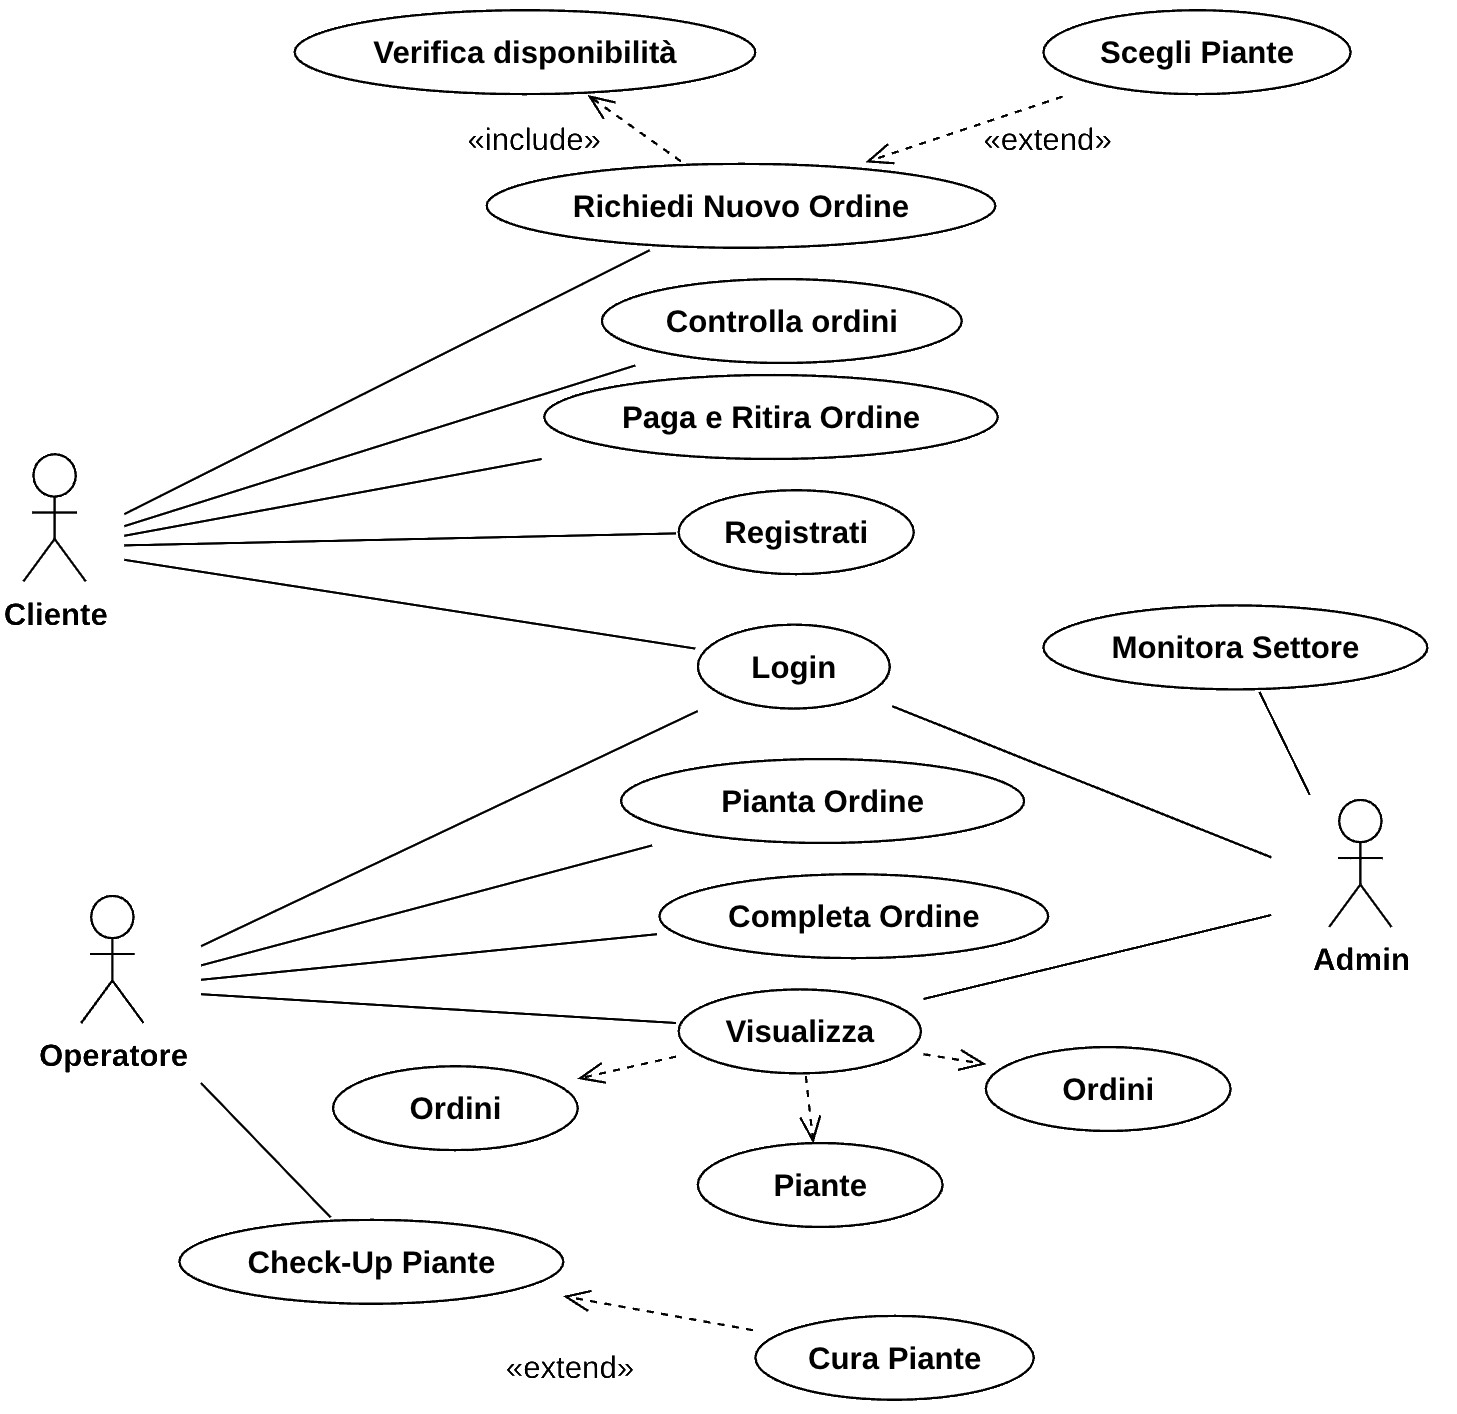 Verifica disponibilità
Scegli Piante
«include»
«extend»
Richiedi Nuovo Ordine
Controlla ordini
Paga e Ritira Ordine
Registrati
Cliente
Login
Monitora Settore
Pianta Ordine
Completa Ordine
Admin
Visualizza
Operatore
Ordini
Ordini
Piante
Check-Up Piante
Cura Piante
«extend»